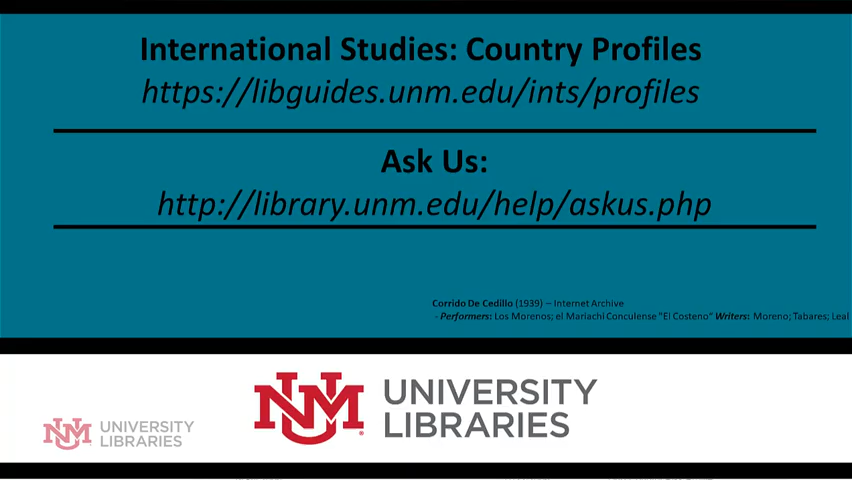 International Studies: Country Profiles
https://libguides.unm.edu/ints/profiles
Ask Us:
http://library.unm.edu/help/askus.php
Corrido De Cedillo (1939) – Internet Archive
- Performers: Los Morenos; el Mariachi Conculense "El Costeno" Writers: Moreno; Tabares; Leal
UNM UNIVERSITY
LIBRARIES
UNM UNIVERSITY
LIBRARIES